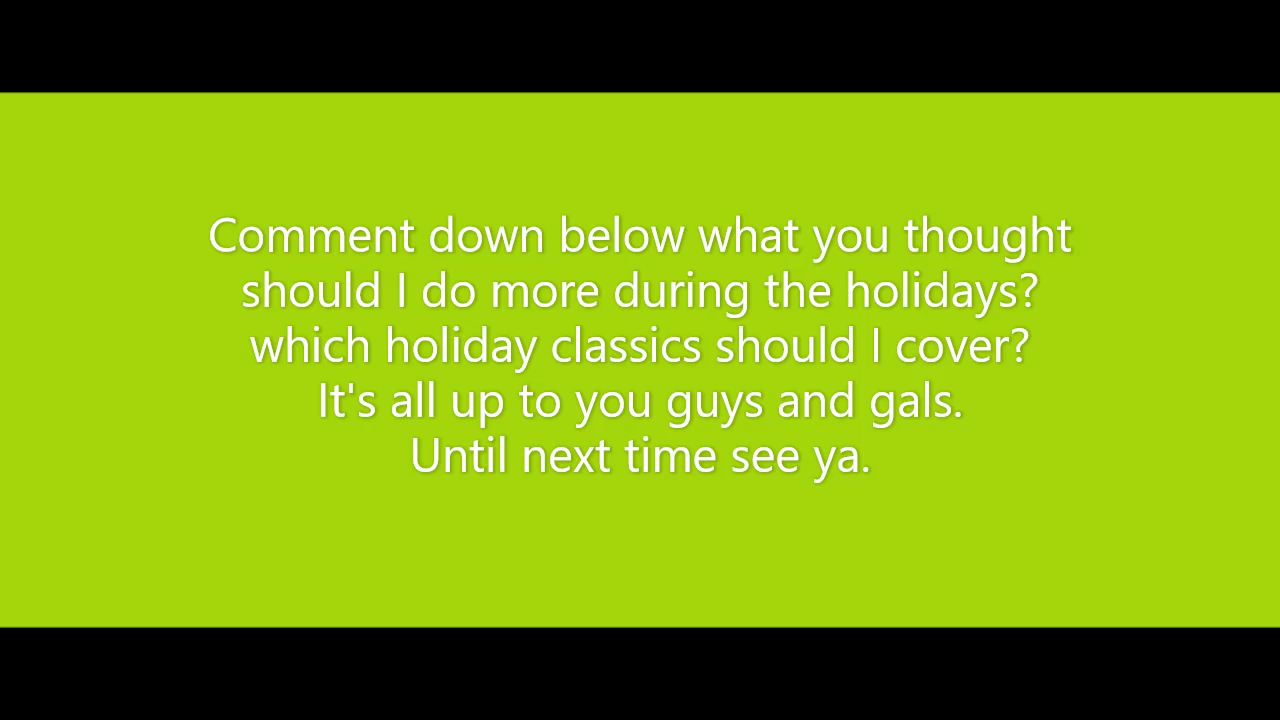 Comment down below what you thought
should I do more during the holidays?
which holiday classics should I cover?
It's all up to you guys and gals.
Until next time see ya.